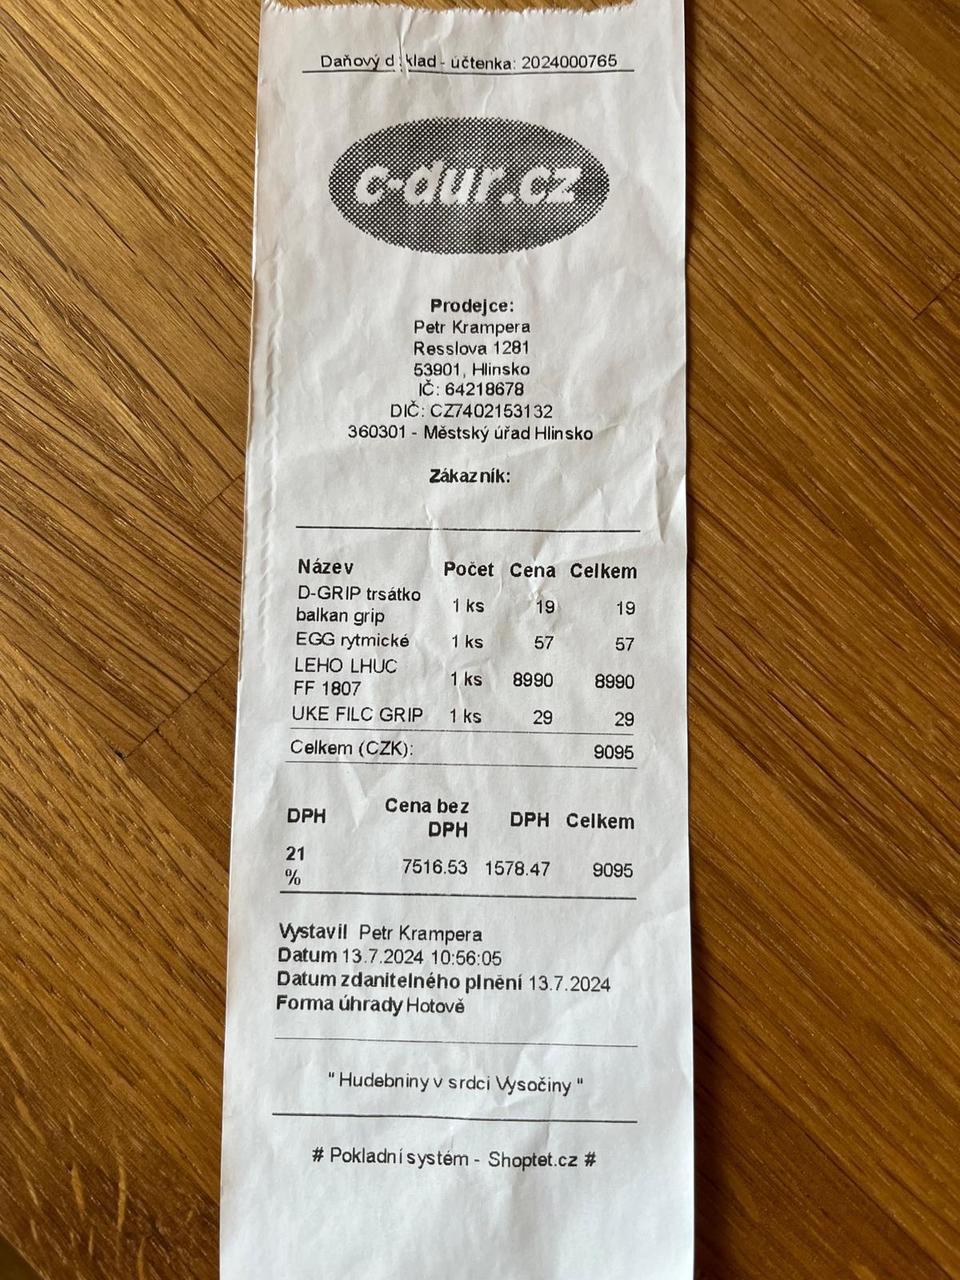 Daňový d klad - účtenka: 2024000765
c-dur.cz
Prodejce:
Petr Krampera
Resslova 1281
53901, Hlinsko
IČ: 64218678
DIČ: CZ7402153132
360301 - Městský úřad Hlinsko
Zákazník:
Název Počet Cena Celkem
D-GRIP trsátko
balkan grip 1 ks 19 19
EGG rytmické 1 ks 57 57
LEHO LHUC
FF 1807 1 ks 8990 8990
UKE FILC GRIP 1 ks 29 29
Celkem (CZK): 9095
DPH Cena bez DPH DPH Celkem
21 % 7516.53 1578.47 9095
Vystavil Petr Krampera
Datum 13.7.2024 10:56:05
Datum zdanitelného plnění 13.7.2024
Forma úhrady Hotově
" Hudebniny v srdci Vysočiny "
# Pokladní systém - Shoptet.cz #